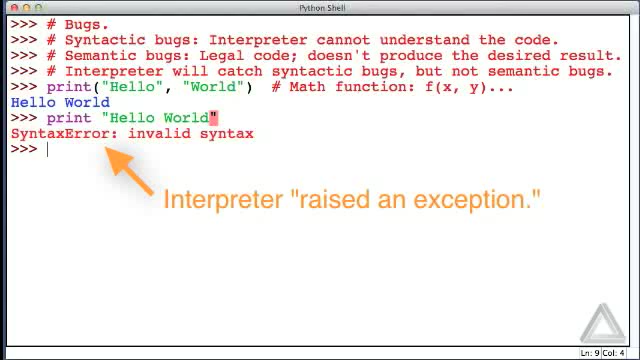 Python Shell
>>> # Bugs.
>>> # Syntactic bugs: Interpreter cannot understand the code.
>>> # Semantic bugs: Legal code; doesn't produce the desired result.
>>> # Interpreter will catch syntactic bugs, but not semantic bugs.
>>> print("Hello", "World")  # Math function: f(x, y)...
Hello World
>>> print "Hello World"
SyntaxError: invalid syntax
>>>
Interpreter "raised an exception."
Ln: 9 Col: 4